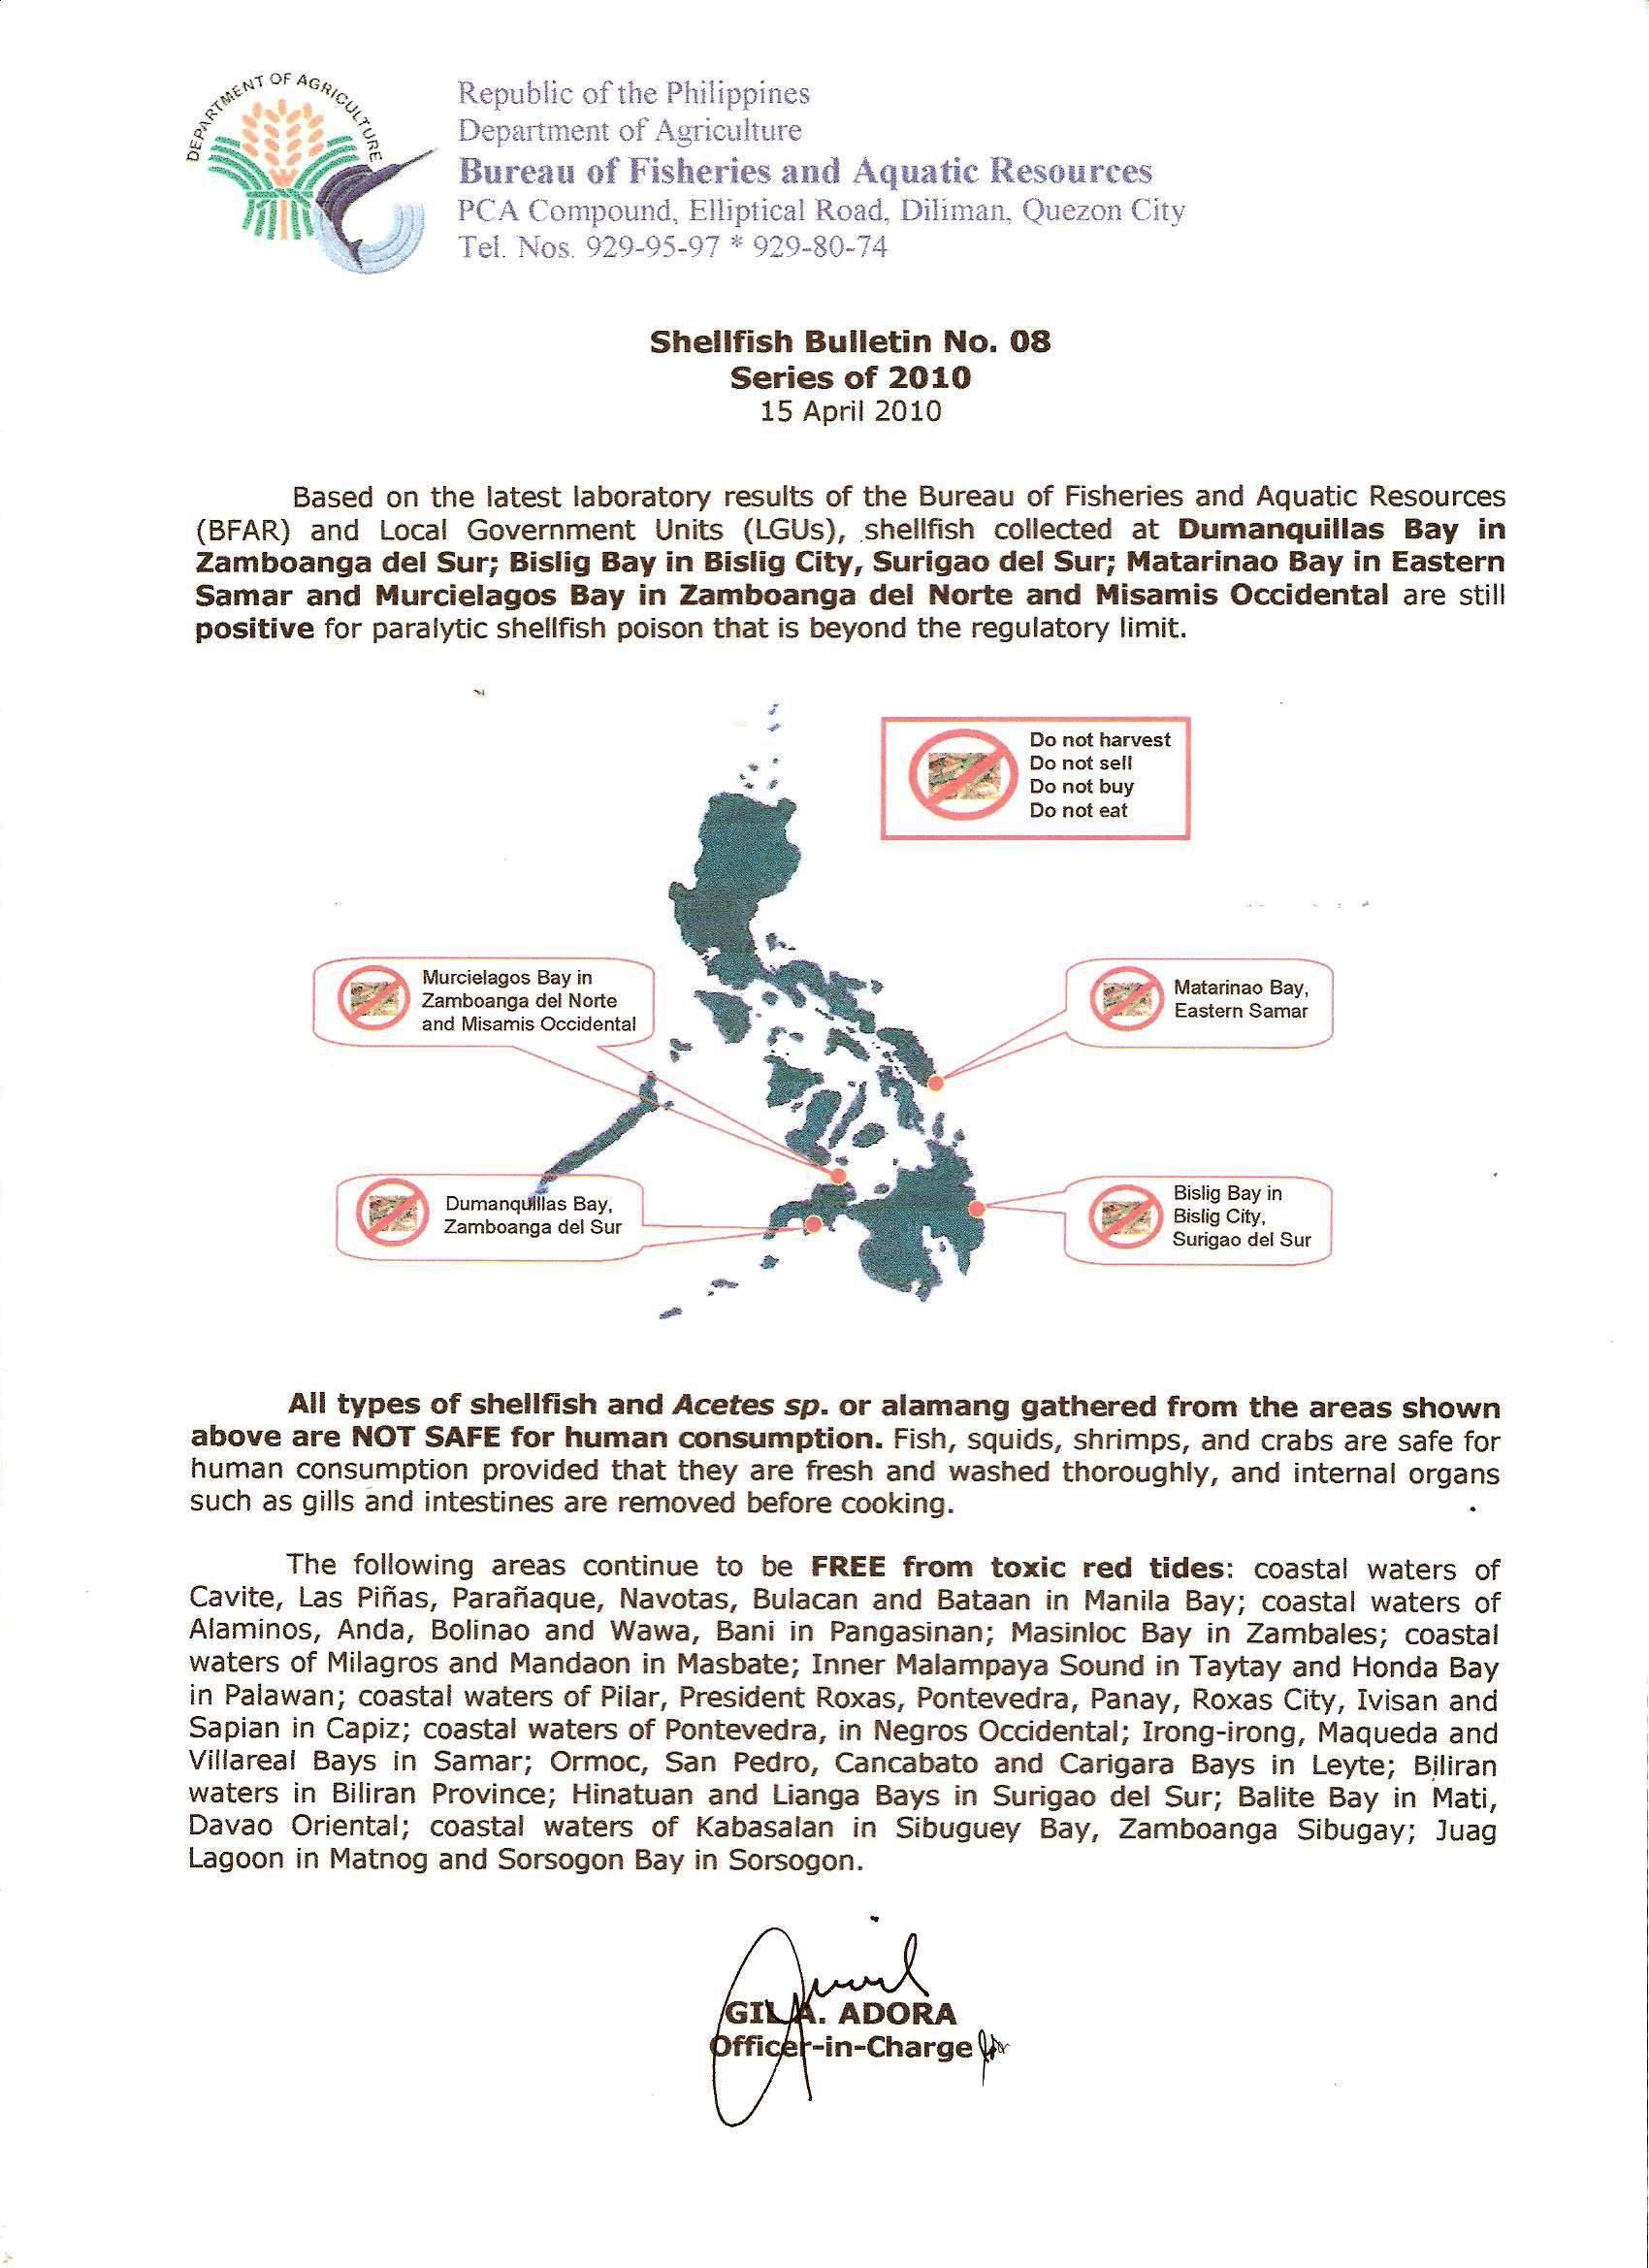 DEPARTMENT OF AGRICULTURE
Republic of the Philippines
Department of Agriculture
Bureau of Fisheries and Aquatic Resources
PCA Compound, Elliptical Road, Diliman, Quezon City
Tel. Nos. 929-95-97 * 929-80-74
Shellfish Bulletin No. 08
Series of 2010
15 April 2010
Based on the latest laboratory results of the Bureau of Fisheries and Aquatic Resources
(BFAR) and Local Government Units (LGUs), shellfish collected at Dumanquillas Bay in
Zamboanga del Sur; Bislig Bay in Bislig City, Surigao del Sur; Matarinao Bay in Eastern
Samar and Murcielagos Bay in Zamboanga del Norte and Misamis Occidental are still
positive for paralytic shellfish poison that is beyond the regulatory limit.
Do not harvest
Do not sell
Do not buy
Do not eat
Murcielagos Bay in
Zamboanga del Norte
and Misamis Occidental
Matarinao Bay,
Eastern Samar
Dumanquillas Bay,
Zamboanga del Sur
Bislig Bay in
Bislig City,
Surigao del Sur
All types of shellfish and Acetes sp. or alamang gathered from the areas shown
above are NOT SAFE for human consumption. Fish, squids, shrimps, and crabs are safe for
human consumption provided that they are fresh and washed thoroughly, and internal organs
such as gills and intestines are removed before cooking.
The following areas continue to be FREE from toxic red tides: coastal waters of
Cavite, Las Piñas, Parañaque, Navotas, Bulacan and Bataan in Manila Bay; coastal waters of
Alaminos, Anda, Bolinao and Wawa, Bani in Pangasinan; Masinloc Bay in Zambales; coastal
waters of Milagros and Mandaon in Masbate; Inner Malampaya Sound in Taytay and Honda Bay
in Palawan; coastal waters of Pilar, President Roxas, Pontevedra, Panay, Roxas City, Ivisan and
Sapian in Capiz; coastal waters of Pontevedra, in Negros Occidental; Irong-irong, Maqueda and
Villareal Bays in Samar; Ormoc, San Pedro, Cancabato and Carigara Bays in Leyte; Biliran
waters in Biliran Province; Hinatuan and Lianga Bays in Surigao del Sur; Balite Bay in Mati,
Davao Oriental; coastal waters of Kabasalan in Sibuguey Bay, Zamboanga Sibugay; Juag
Lagoon in Matnog and Sorsogon Bay in Sorsogon.
GIL A. ADORA
Officer-in-Charge